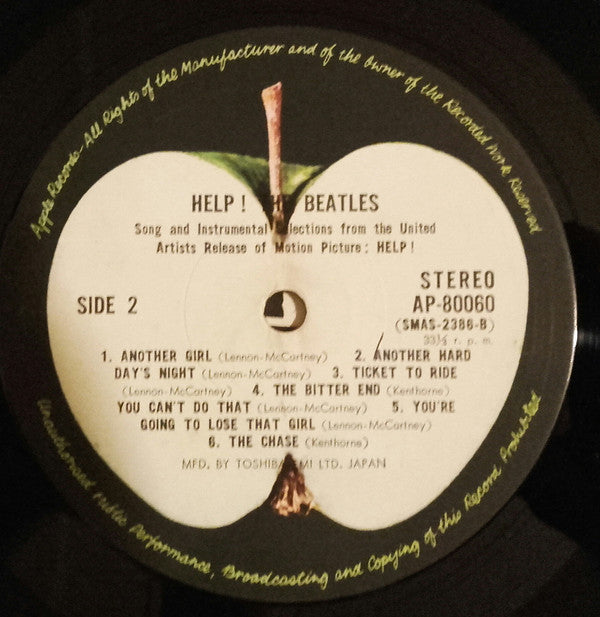 Apple Records-All Rights of the Manufacturer and of the Owner of the Recorded Work Reserved
HELP! THE BEATLES
Song and Instrumental Selections from the United
Artists Release of Motion Picture: HELP!
SIDE 2
STEREO
AP-80060
(SMAS-2386-B)
33⅓ r. p. m.
1. ANOTHER GIRL (Lennon-McCartney) 2. ANOTHER HARD
DAY'S NIGHT (Lennon-McCartney) 3. TICKET TO RIDE
(Lennon-McCartney) 4. THE BITTER END (Kenthorne)
YOU CAN'T DO THAT (Lennon-McCartney) 5. YOU'RE
GOING TO LOSE THAT GIRL (Lennon-McCartney)
6. THE CHASE (Kenthorne)
MFD. BY TOSHIBA EMI LTD. JAPAN
Unauthorised Public Performance, Broadcasting and Copying of this Record Prohibited